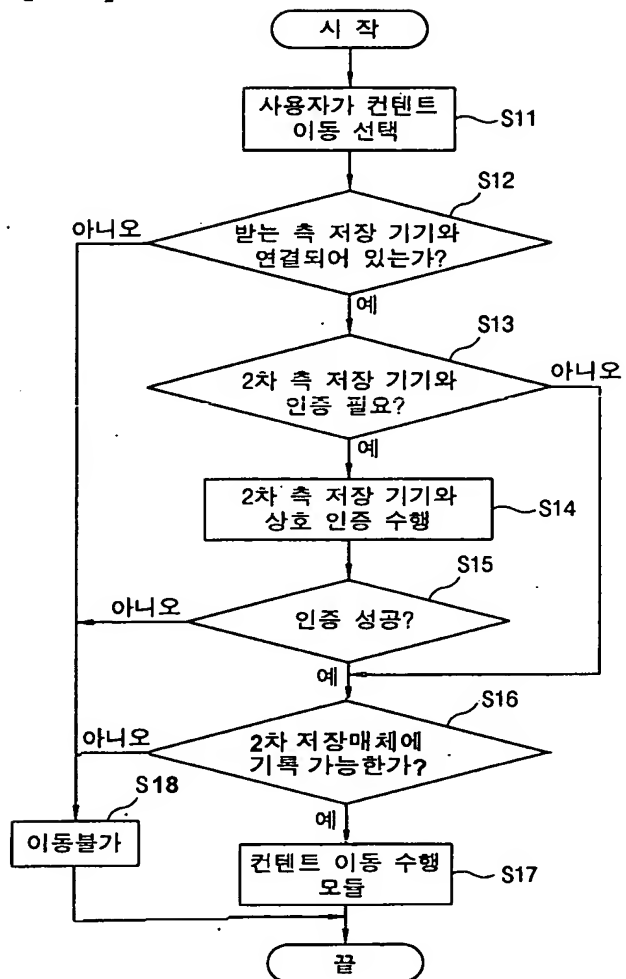 시 작
사용자가 컨텐트
이동 선택
S11
S12
아니오
받는 측 저장 기기와
연결되어 있는가?
예
S13
2차 측 저장 기기와
인증 필요?
아니오
예
2차 측 저장 기기와
상호 인증 수행
S14
S15
아니오
인증 성공?
예
S16
아니오
2차 저장매체에
기록 가능한가?
S18
예
이동불가
컨텐트 이동 수행
모듈
S17
끝